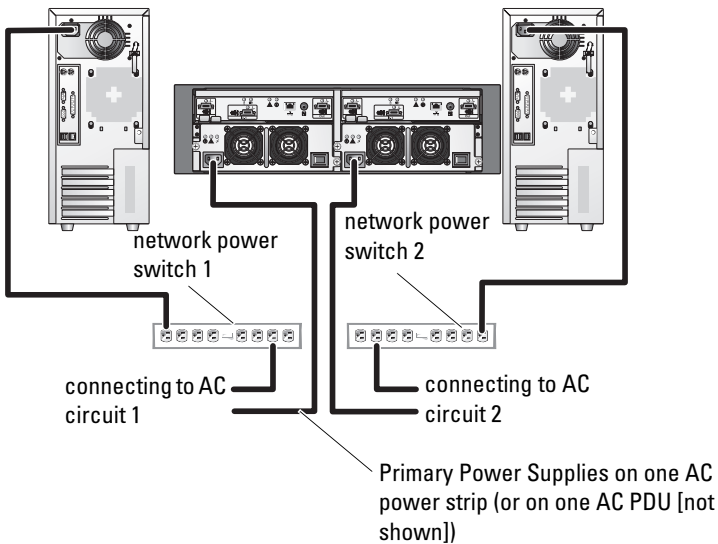 network power
switch 1
network power
switch 2
connecting to AC
circuit 1
connecting to AC
circuit 2
Primary Power Supplies on one AC
power strip (or on one AC PDU [not
shown])